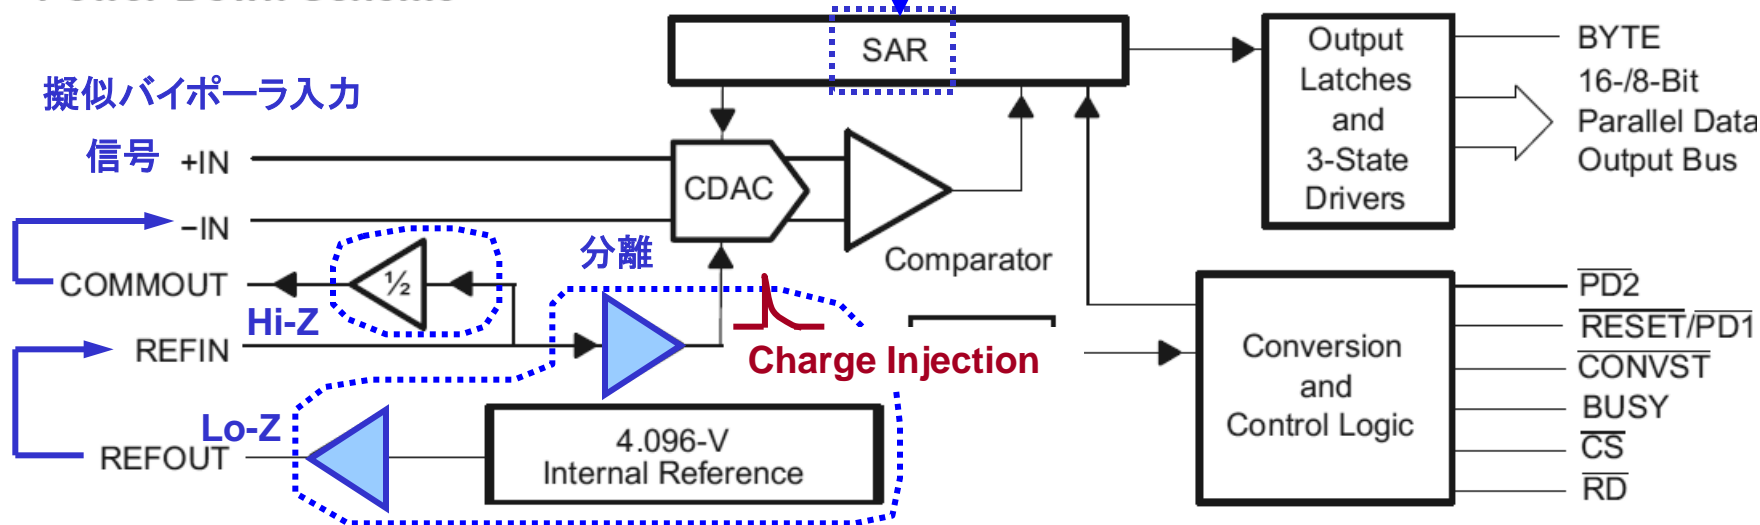 SAR
擬似バイポーラ入力
信号
+IN
−IN
COMMOUT
½
Hi-Z
REFIN
Lo-Z
REFOUT
分離
CDAC
Comparator
Charge Injection
4.096-V
Internal Reference
Output
Latches
and
3-State
Drivers
BYTE
16-/8-Bit
Parallel Data
Output Bus
Conversion
and
Control Logic
PD2
RESET/PD1
CONVST
BUSY
CS
RD